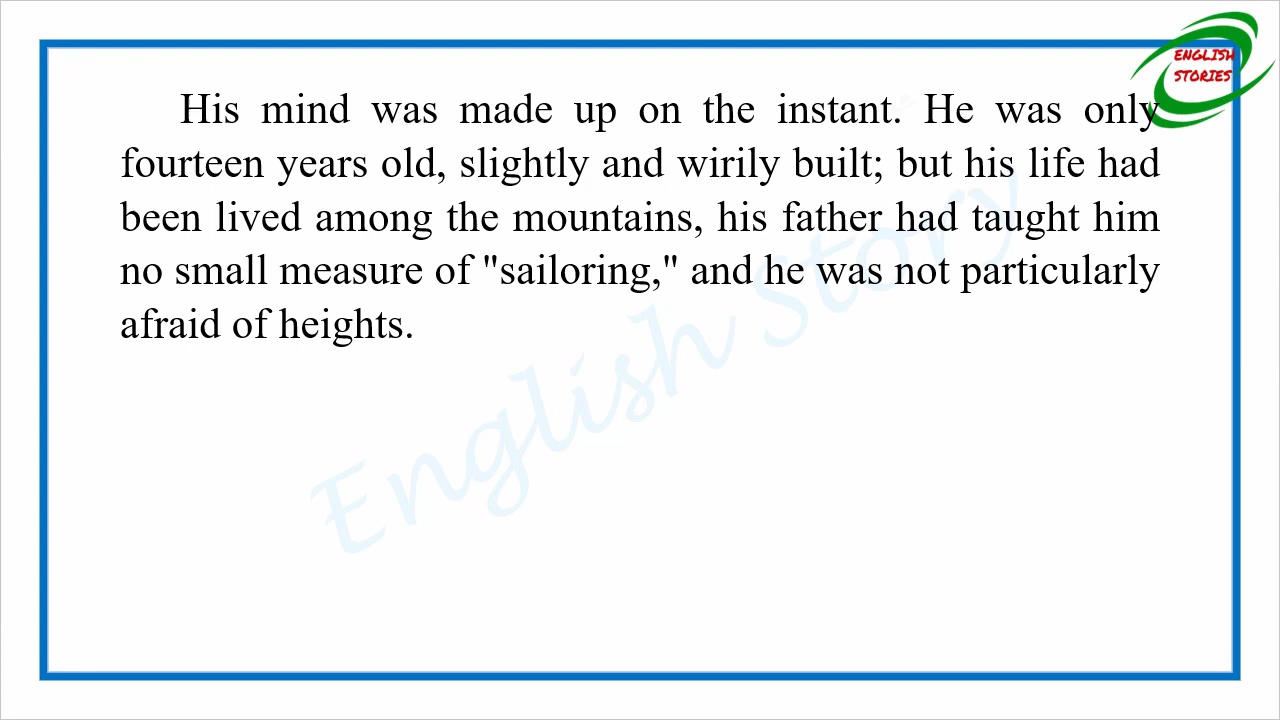 ENGLISH
STORIES
His mind was made up on the instant. He was only
fourteen years old, slightly and wirily built; but his life had
been lived among the mountains, his father had taught him
no small measure of "sailoring," and he was not particularly
afraid of heights.
English Story